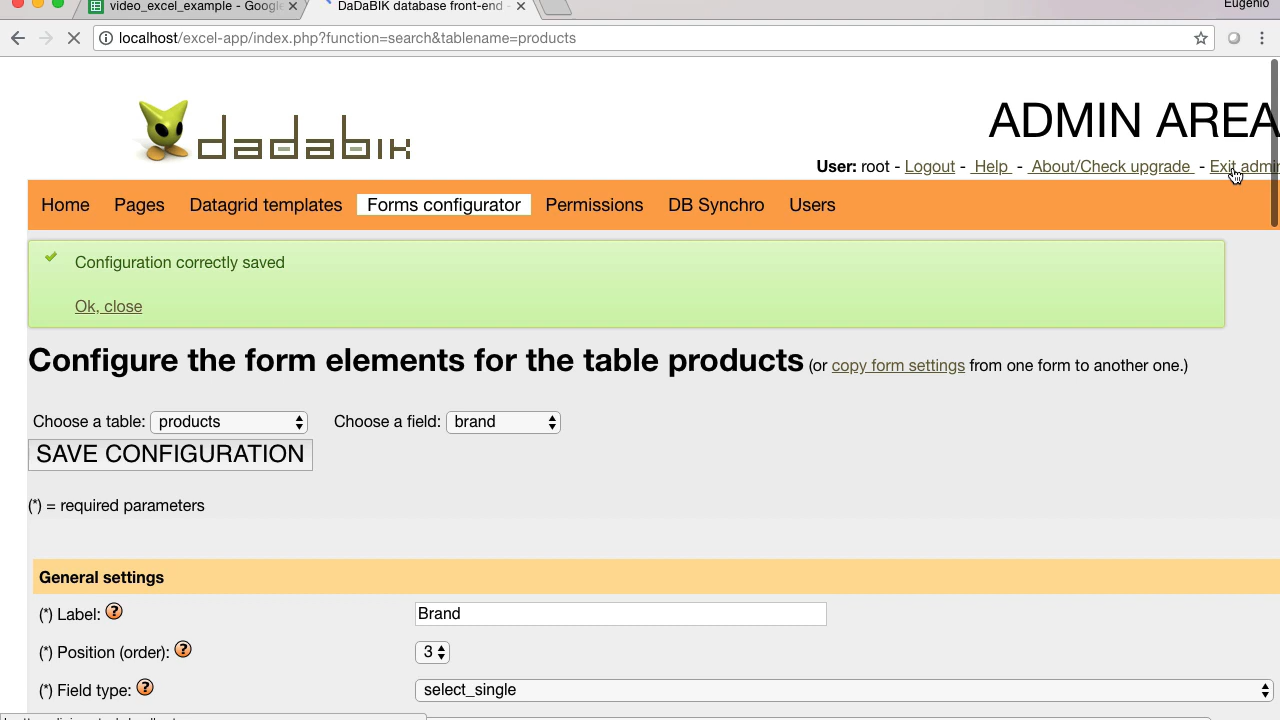 video_excel_example - Google
DaDaBIK database front-end -
Eugenio
localhost/excel-app/index.php?function=search&tablename=products
dadabik
ADMIN AREA
User: root - Logout - Help - About/Check upgrade - Exit admin
Home Pages Datagrid templates Forms configurator Permissions DB Synchro Users
Configuration correctly saved
Ok, close
Configure the form elements for the table products (or copy form settings from one form to another one.)
Choose a table: products Choose a field: brand
SAVE CONFIGURATION
(*) = required parameters
General settings
(*) Label: ? Brand
(*) Position (order): ? 3
(*) Field type: ? select_single